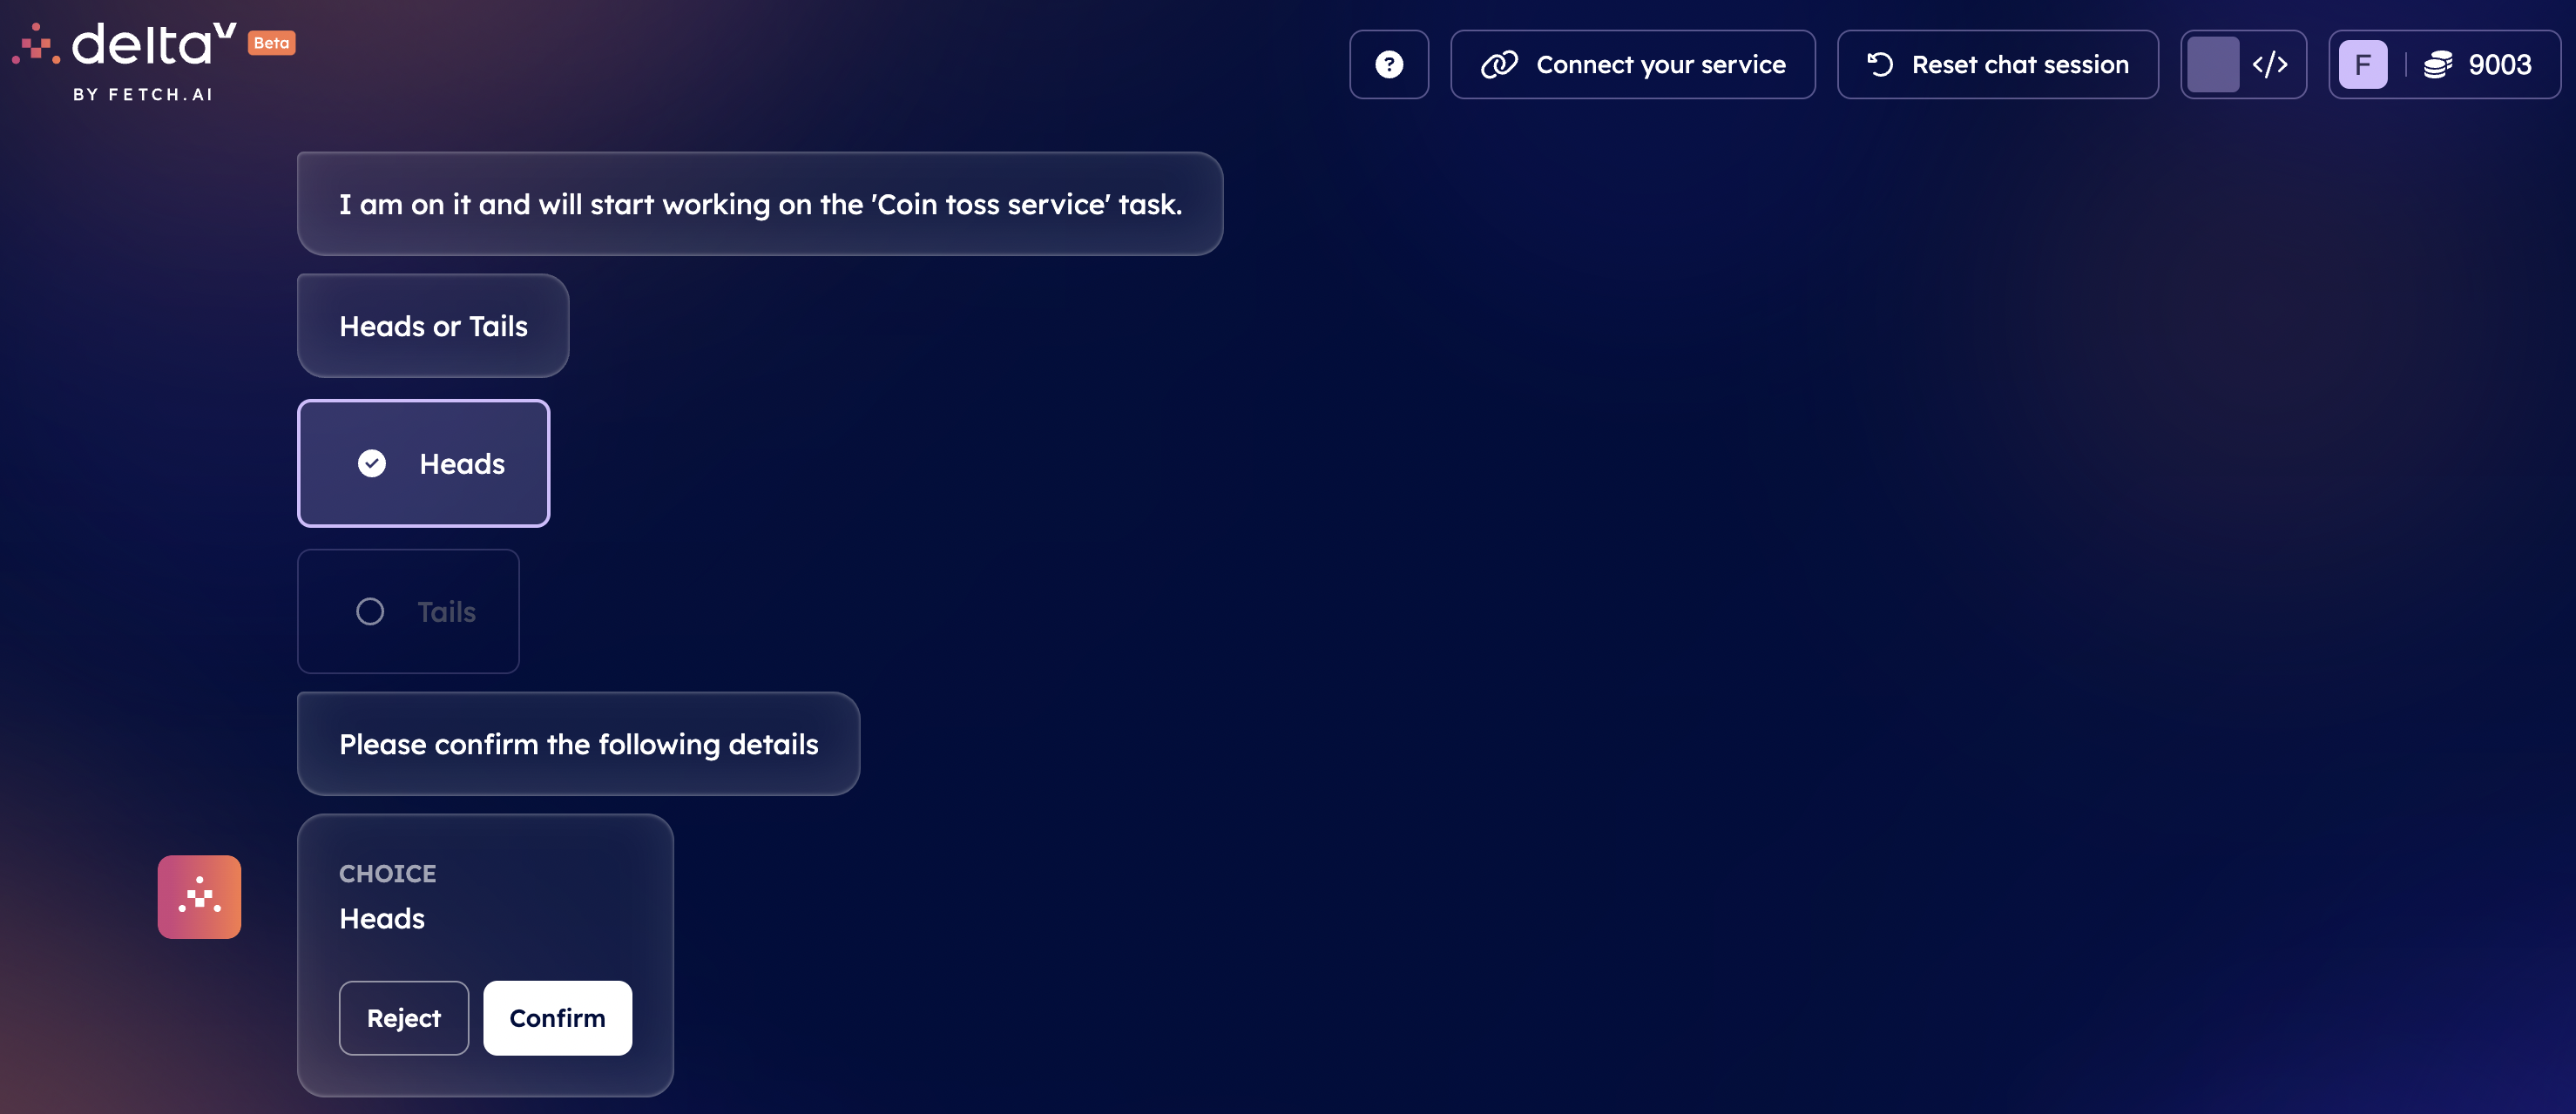 deltaV Beta
BY FETCH.AI
? Connect your service Reset chat session </> F 9003
I am on it and will start working on the 'Coin toss service' task.
Heads or Tails
Heads
Tails
Please confirm the following details
CHOICE
Heads
Reject Confirm